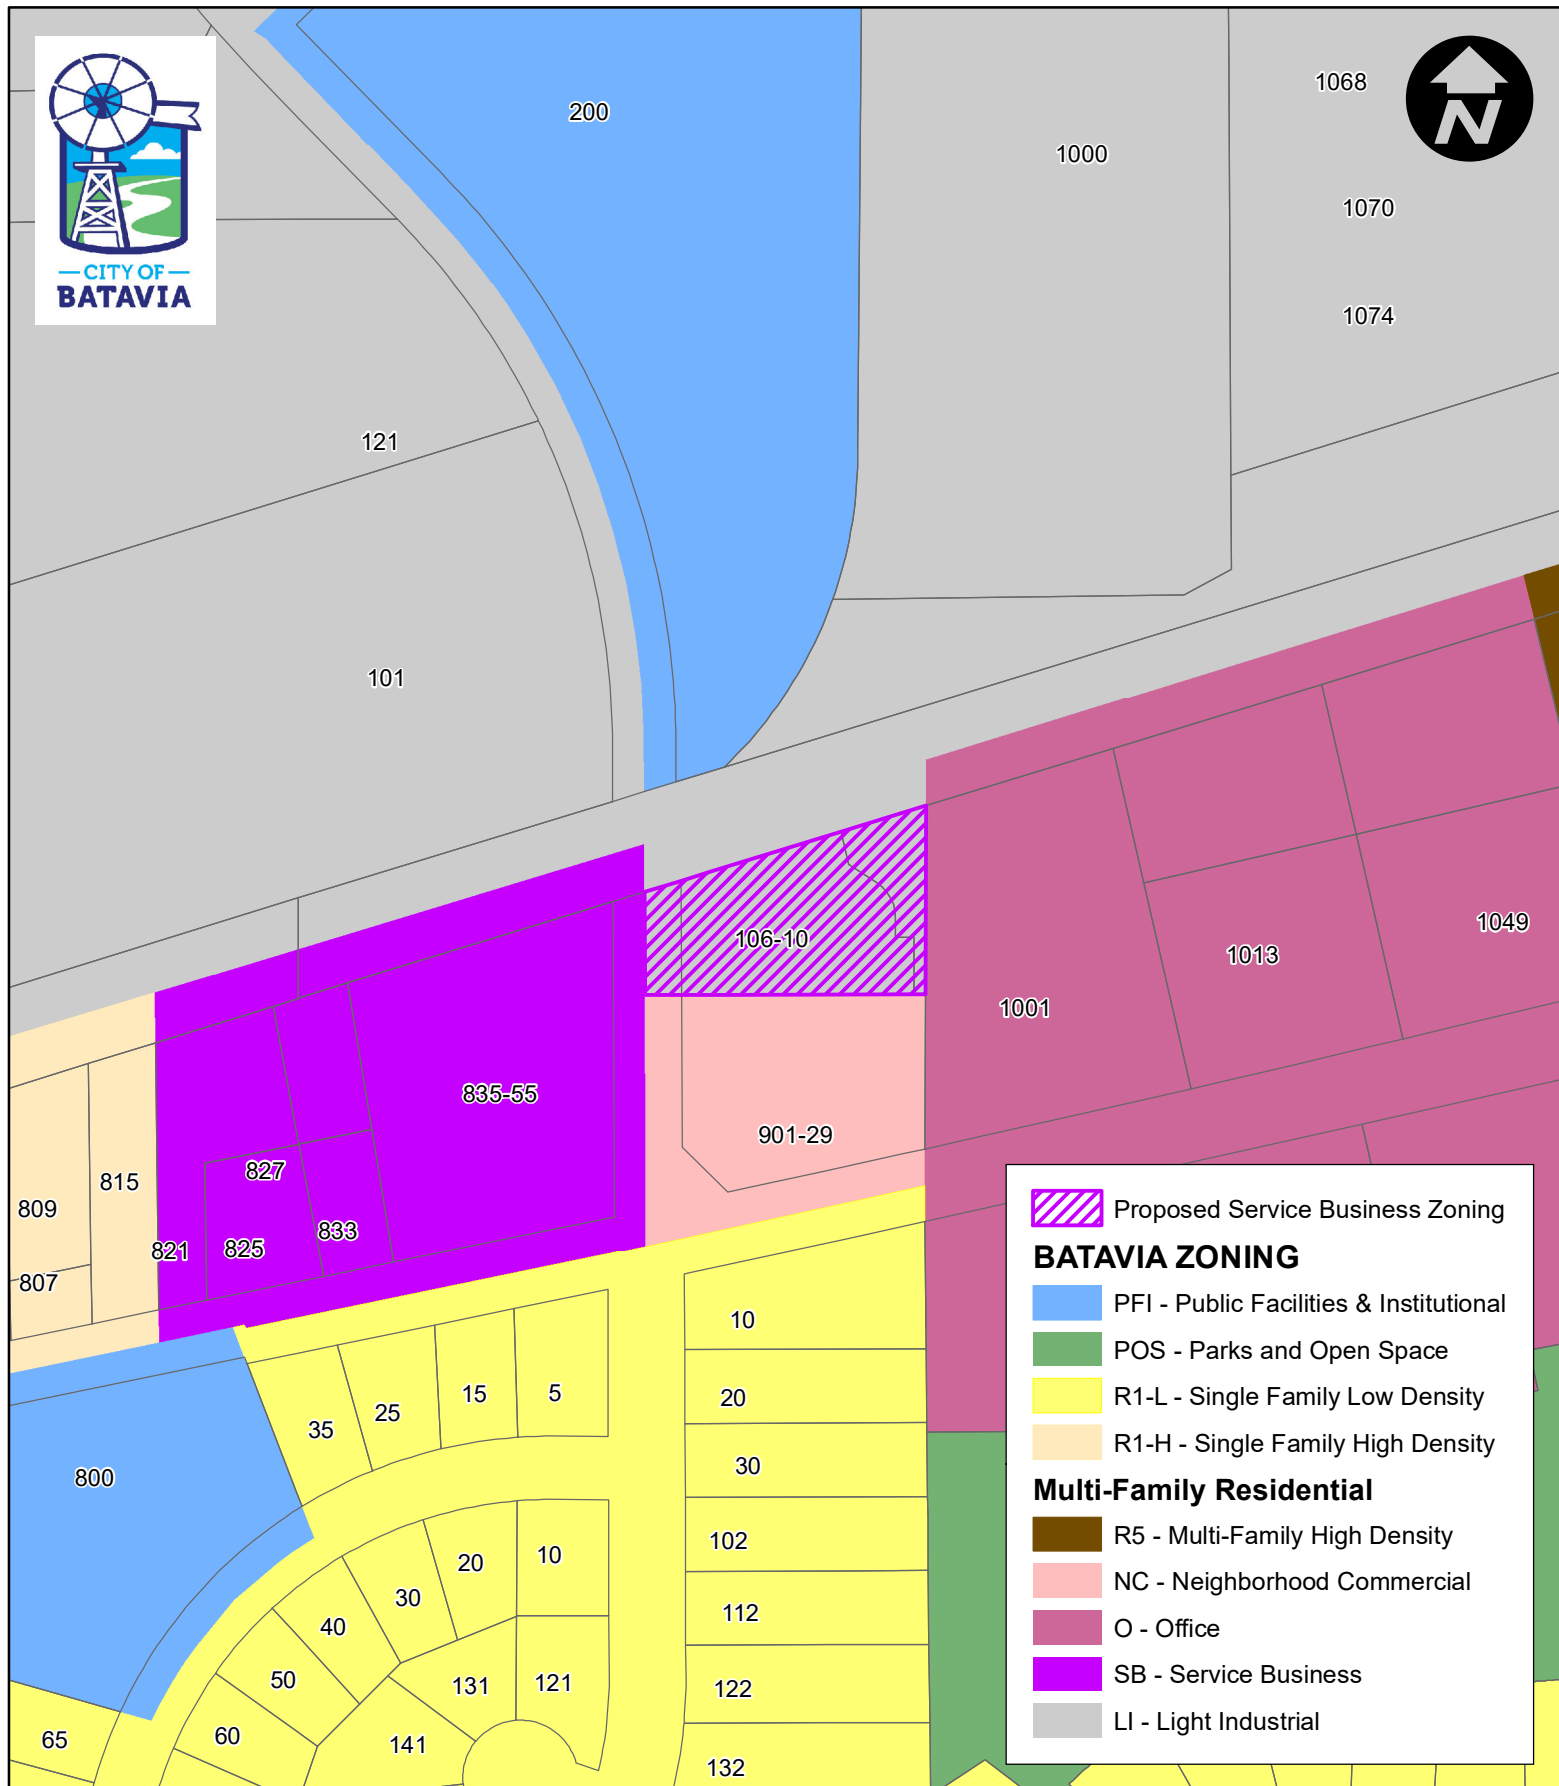 CITY OF
BATAVIA
N
200
1000
1068
1070
1074
121
101
106-10
1049
1013
1001
835-55
901-29
815
827
809
833
821
825
807
10
20
30
102
112
122
132
5
15
25
35
800
10
20
30
40
50
60
65
131
121
141
Proposed Service Business Zoning
BATAVIA ZONING
PFI - Public Facilities & Institutional
POS - Parks and Open Space
R1-L - Single Family Low Density
R1-H - Single Family High Density
Multi-Family Residential
R5 - Multi-Family High Density
NC - Neighborhood Commercial
O - Office
SB - Service Business
LI - Light Industrial